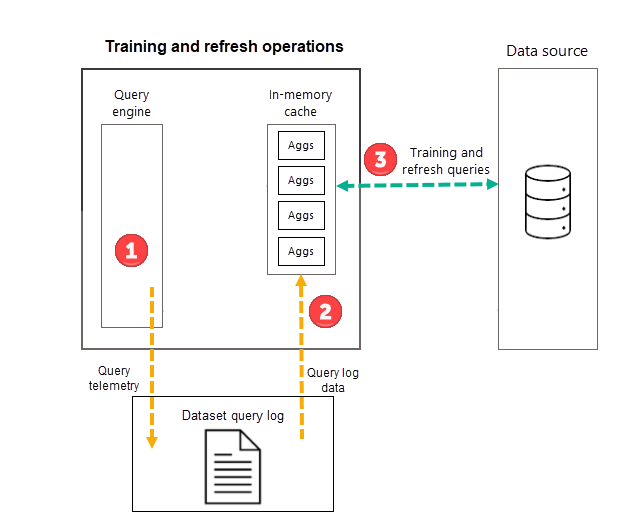 Training and refresh operations
Data source
Query
engine
In-memory
cache
Aggs
Aggs
Aggs
Aggs
1
2
3
Training and
refresh queries
Query
telemetry
Query log
data
Dataset query log